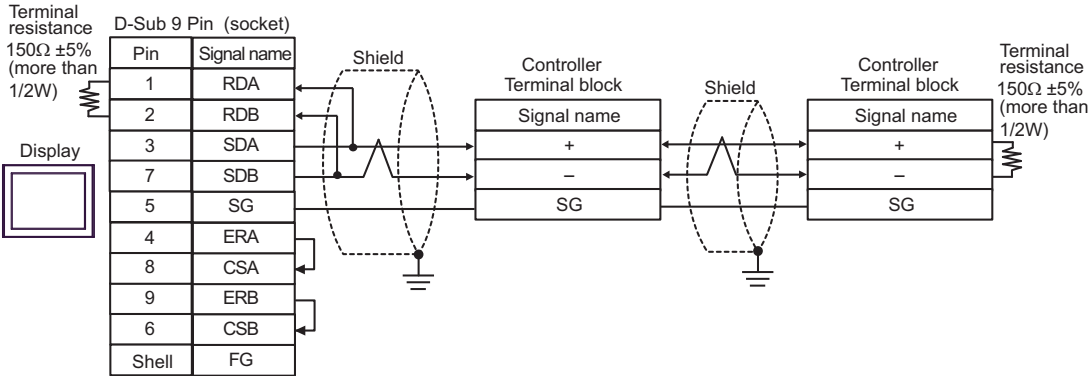 Terminal
resistance
150Ω ±5%
(more than
1/2W)
Display
D-Sub 9 Pin (socket)
Pin Signal name
1 RDA
2 RDB
3 SDA
7 SDB
5 SG
4 ERA
8 CSA
9 ERB
6 CSB
Shell FG
Shield
Controller
Terminal block
Signal name
+
–
SG
Shield
Controller
Terminal block
Signal name
+
–
SG
Terminal
resistance
150Ω ±5%
(more than
1/2W)